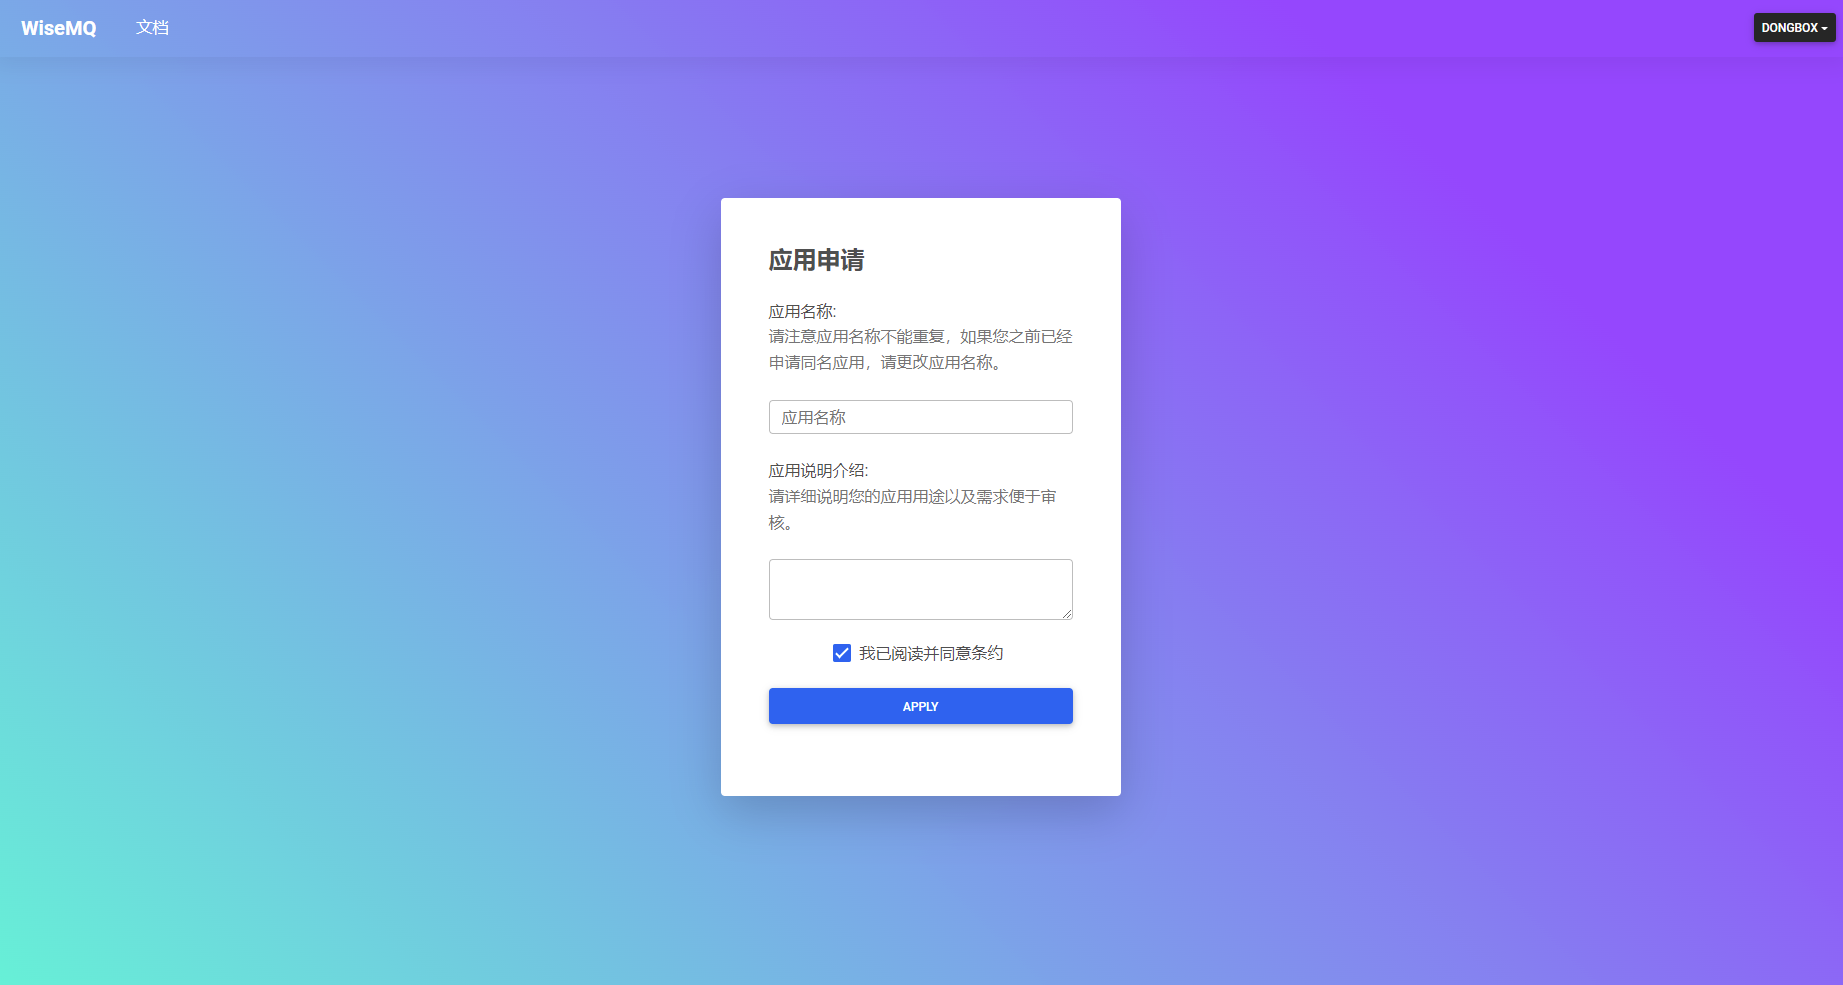 WiseMQ
文档
DONGBOX
应用申请
应用名称:
请注意应用名称不能重复，如果您之前已经
申请同名应用，请更改应用名称。
应用名称
应用说明介绍:
请详细说明您的应用用途以及需求便于审
核。
我已阅读并同意条约
APPLY